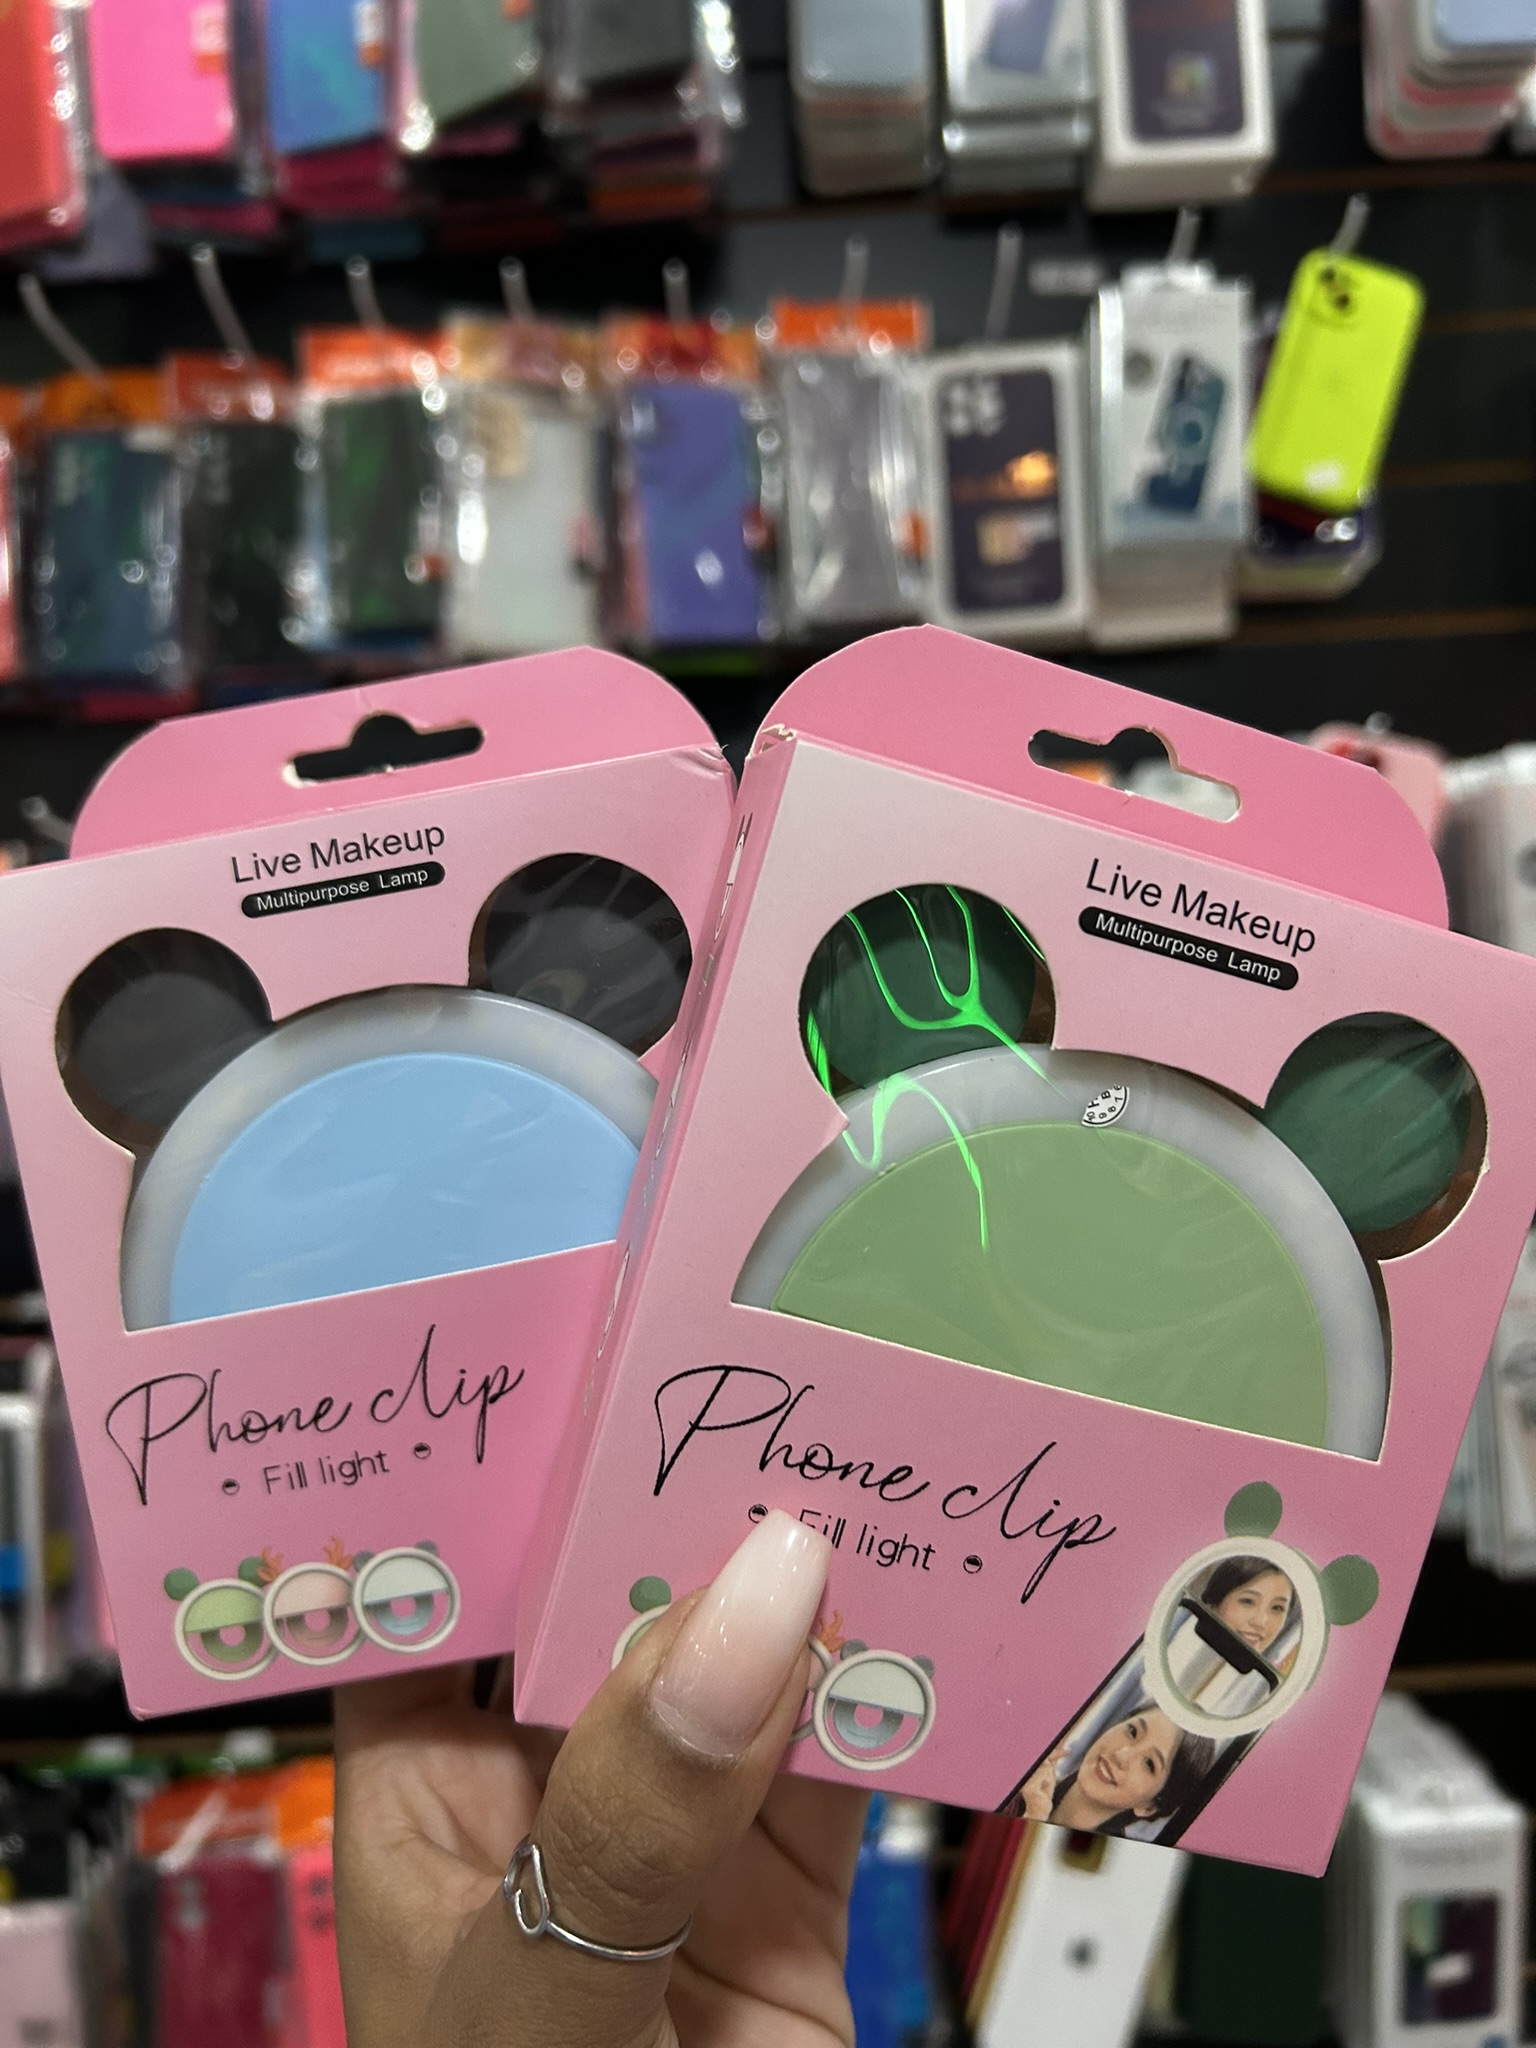 Live Makeup
Multipurpose Lamp
Phone clip
Fill light
Live Makeup
Multipurpose Lamp
Phone clip
Fill light